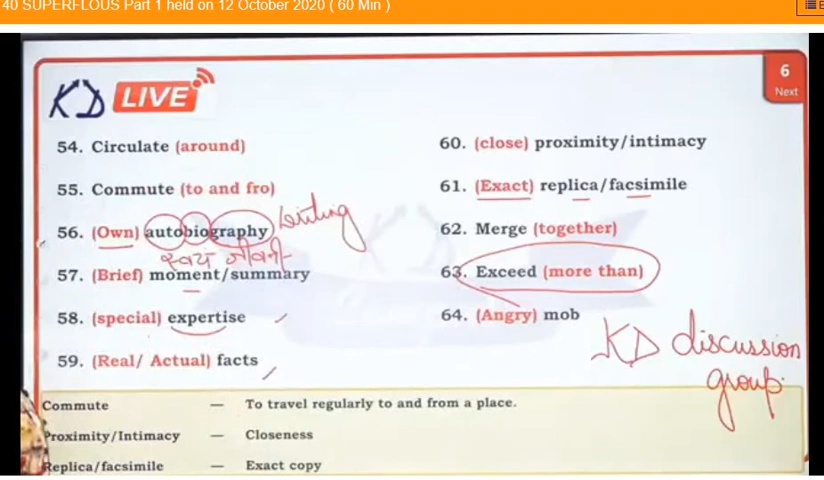 40 SUPERFLOUS Part 1 held on 12 October 2020 ( 60 Min )
KD LIVE
6
Next
54. Circulate (around)
55. Commute (to and fro)
56. (Own) autobiography
writing
स्वयं जीवनी
57. (Brief) moment/summary
58. (special) expertise
59. (Real/ Actual) facts
60. (close) proximity/intimacy
61. (Exact) replica/facsimile
62. Merge (together)
63. Exceed (more than)
64. (Angry) mob
KD discussion
group
Commute — To travel regularly to and from a place.
Proximity/Intimacy — Closeness
Replica/facsimile — Exact copy